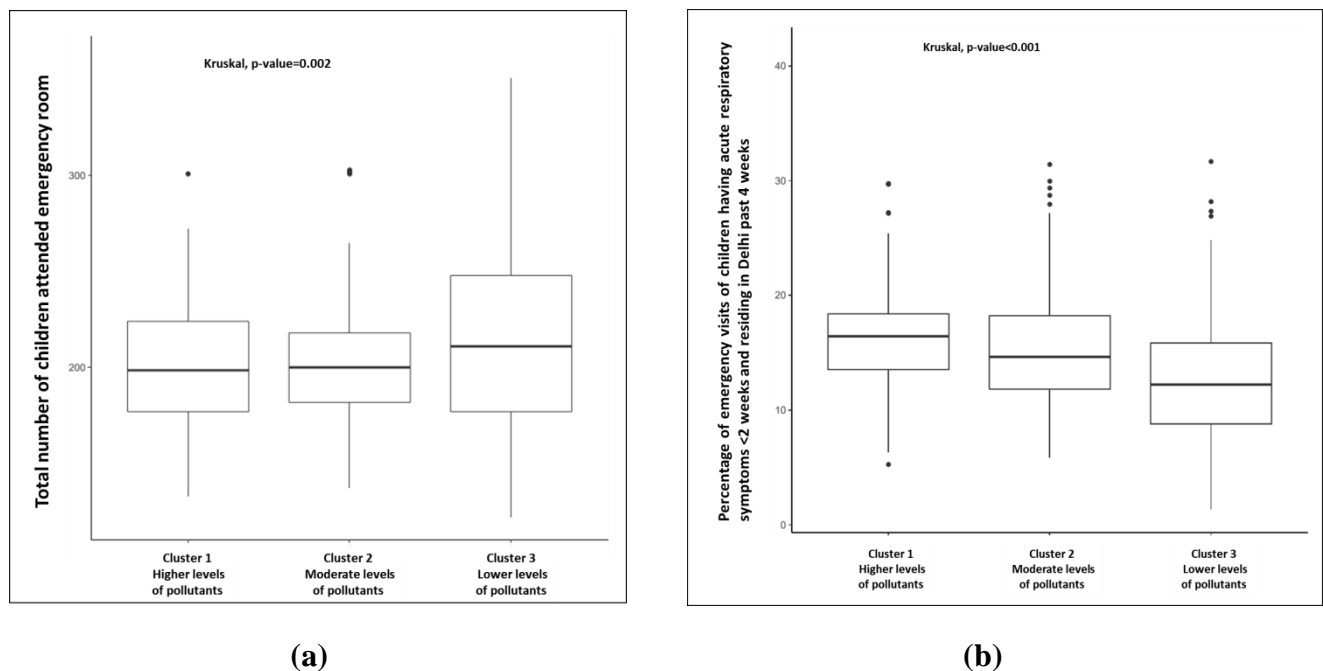 Kruskal, p-value=0.002
Total number of children attended emergency room
300
200
Cluster 1
Higher levels
of pollutants
Cluster 2
Moderate levels
of pollutants
Cluster 3
Lower levels
of pollutants
(a)
Kruskal, p-value<0.001
Percentage of emergency visits of children having acute respiratory
symptoms <2 weeks and residing in Delhi past 4 weeks
40
30
20
10
0
Cluster 1
Higher levels
of pollutants
Cluster 2
Moderate levels
of pollutants
Cluster 3
Lower levels
of pollutants
(b)